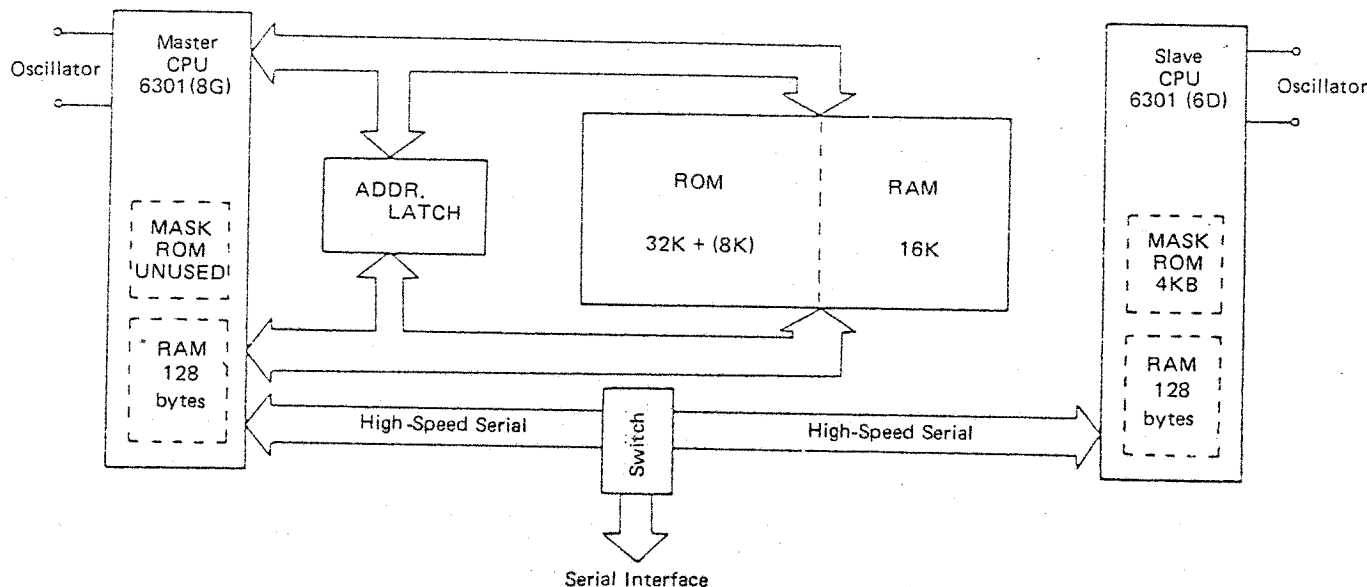 Oscillator
Master
CPU
6301 (8G)
MASK
ROM
UNUSED
RAM
128
bytes
ADDR.
LATCH
ROM
32K + (8K)
RAM
16K
Slave
CPU
6301 (6D)
Oscillator
MASK
ROM
4KB
RAM
128
bytes
High-Speed Serial
Switch
High-Speed Serial
Serial Interface